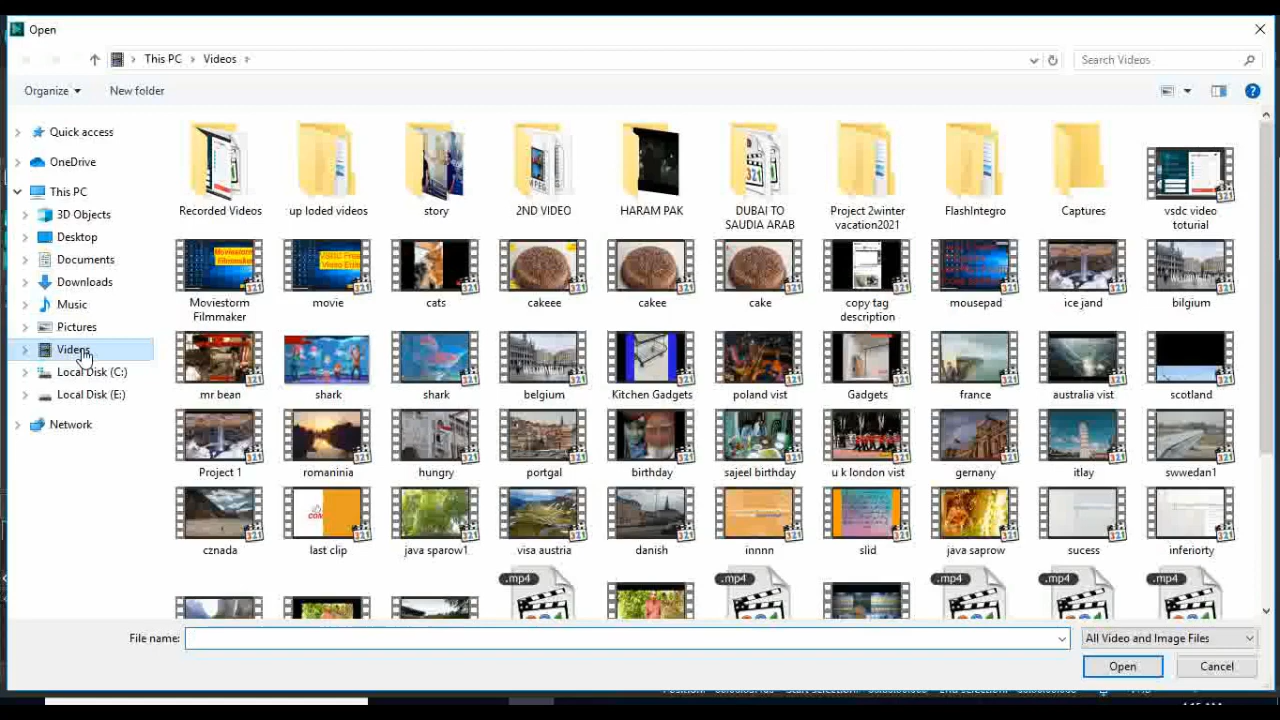 Open
This PC > Videos >
Search Videos
Organize
New folder
Quick access
OneDrive
This PC
3D Objects
Desktop
Documents
Downloads
Music
Pictures
Videos
Local Disk (C:)
Local Disk (E:)
Network
Recorded Videos
up loded videos
story
2ND VIDEO
HARAM PAK
DUBAI TO
SAUDIA ARAB
Project 2winter
vacation2021
FlashIntegro
Captures
vsdc video
toturial
Moviestorm
Filmmaker
movie
cats
cakeee
cakee
cake
copy tag
description
mousepad
ice jand
bilgium
mr bean
shark
shark
belgium
Kitchen Gadgets
poland vist
Gadgets
france
australia vist
scotland
Project 1
romaninia
hungry
portgal
birthday
sajeel birthday
u k london vist
gernany
itlay
swwedan1
cznada
last clip
java sparow1
visa austria
danish
innnn
slid
java saprow
sucess
inferiorty
.mp4
.mp4
.mp4
.mp4
.mp4
File name:
All Video and Image Files
Open
Cancel